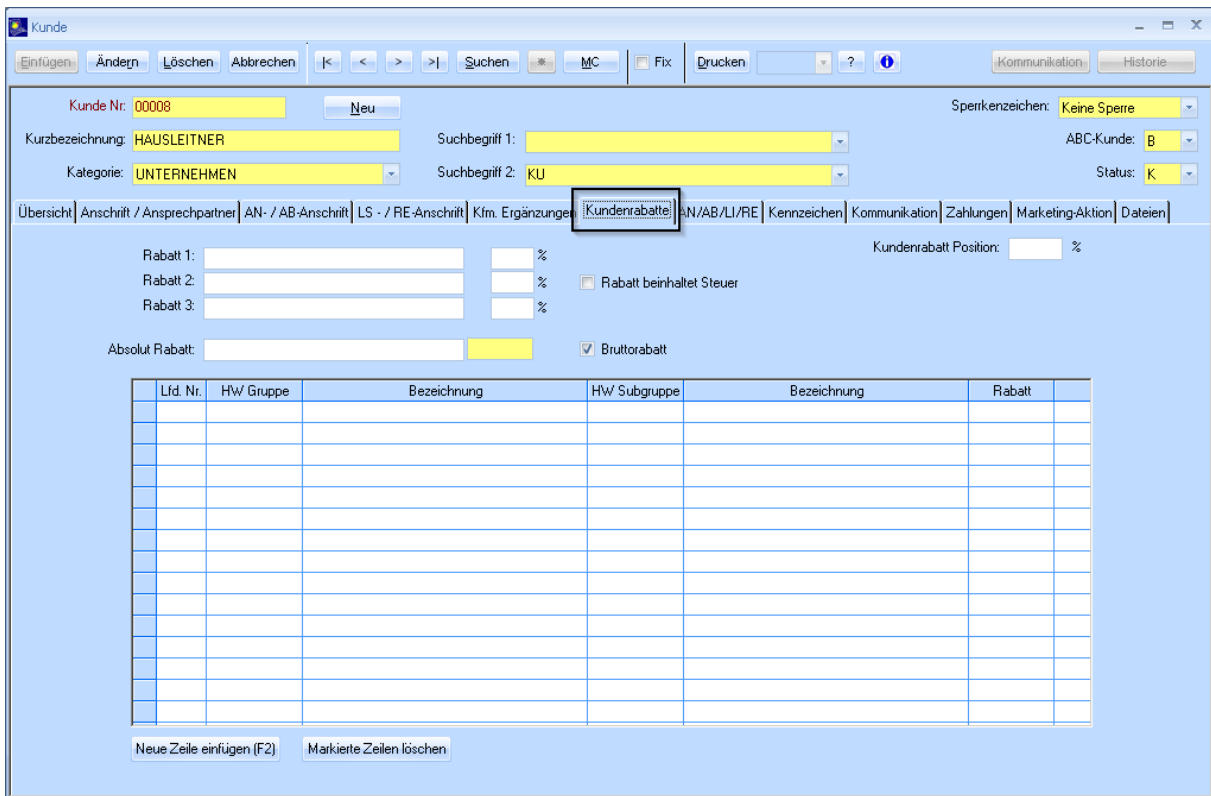 Kunde
Einfügen Ändern Löschen Abbrechen |< < > >| Suchen * MC Fix Drucken ? Kommunikation Historie
Kunde Nr: 00008 Neu Sperrkenzeichen: Keine Sperre
Kurzbezeichnung: HAUSLEITNER Suchbegriff 1: ABC-Kunde: B
Kategorie: UNTERNEHMEN Suchbegriff 2: KU Status: K
Übersicht Anschrift / Ansprechpartner AN- / AB-Anschrift LS - / RE-Anschrift Kfm. Ergänzungen Kundenrabatte AN/AB/LI/RE Kennzeichen Kommunikation Zahlungen Marketing-Aktion Dateien
Rabatt 1: % Kundenrabatt Position: %
Rabatt 2: % Rabatt beinhaltet Steuer
Rabatt 3: %
Absolut Rabatt: Bruttorabatt
Lfd. Nr. HW Gruppe Bezeichnung HW Subgruppe Bezeichnung Rabatt
Neue Zeile einfügen (F2) Markierte Zeilen löschen